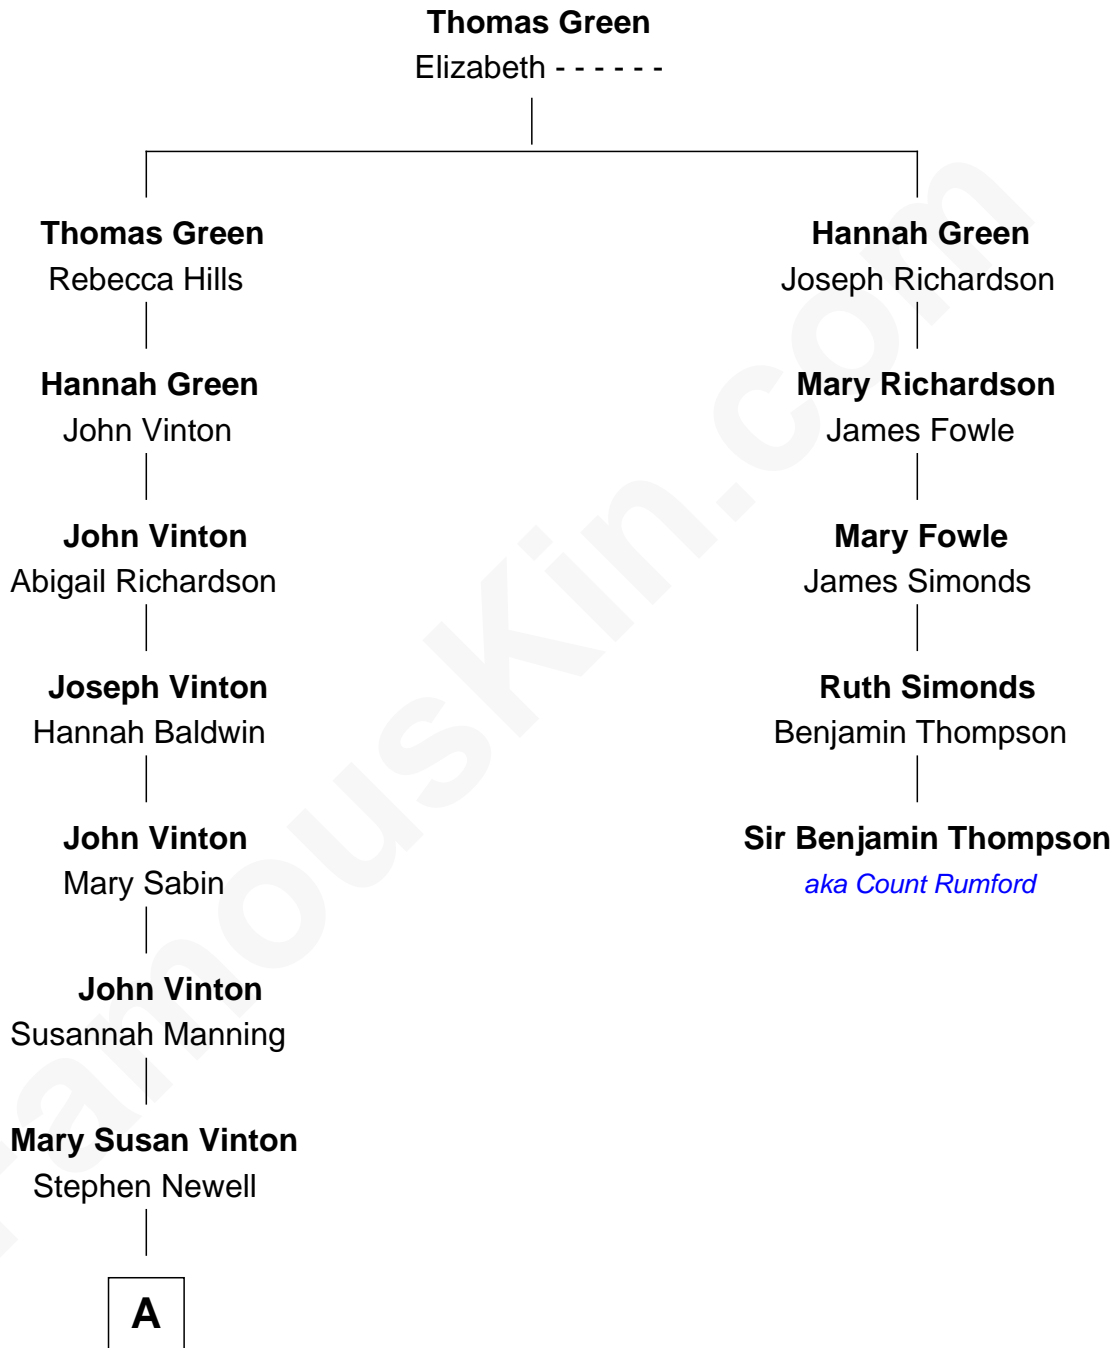 Thomas Green
Elizabeth - - - - - -
Thomas Green
Rebecca Hills
Hannah Green
Joseph Richardson
Hannah Green
John Vinton
Mary Richardson
James Fowle
John Vinton
Abigail Richardson
Mary Fowle
James Simonds
Joseph Vinton
Hannah Baldwin
Ruth Simonds
Benjamin Thompson
John Vinton
Mary Sabin
Sir Benjamin Thompson
aka Count Rumford
John Vinton
Susannah Manning
Mary Susan Vinton
Stephen Newell
A
FamousKin.com